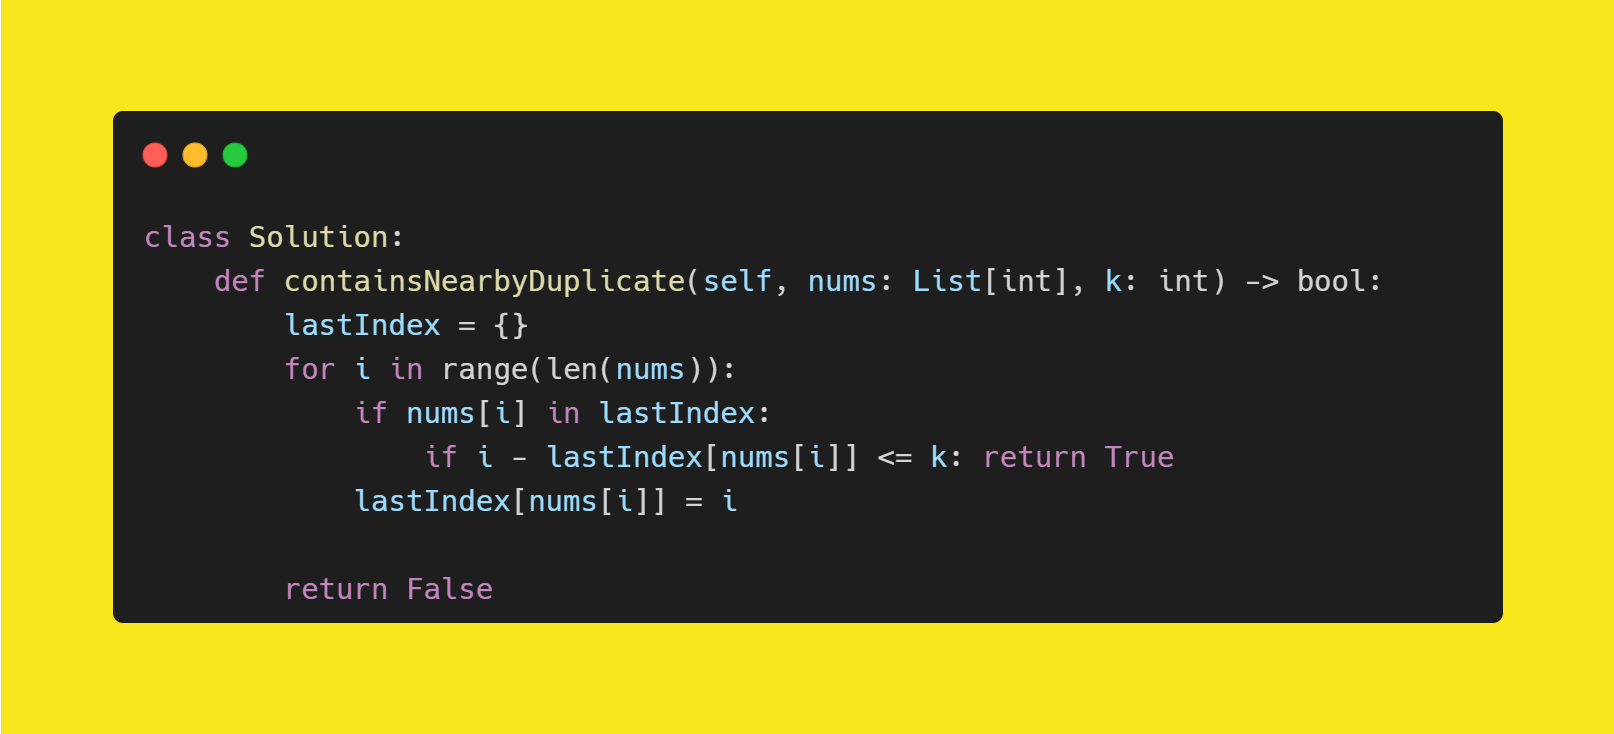 class Solution:
    def containsNearbyDuplicate(self, nums: List[int], k: int) -> bool:
        lastIndex = {}
        for i in range(len(nums)):
            if nums[i] in lastIndex:
                if i - lastIndex[nums[i]] <= k: return True
            lastIndex[nums[i]] = i

        return False